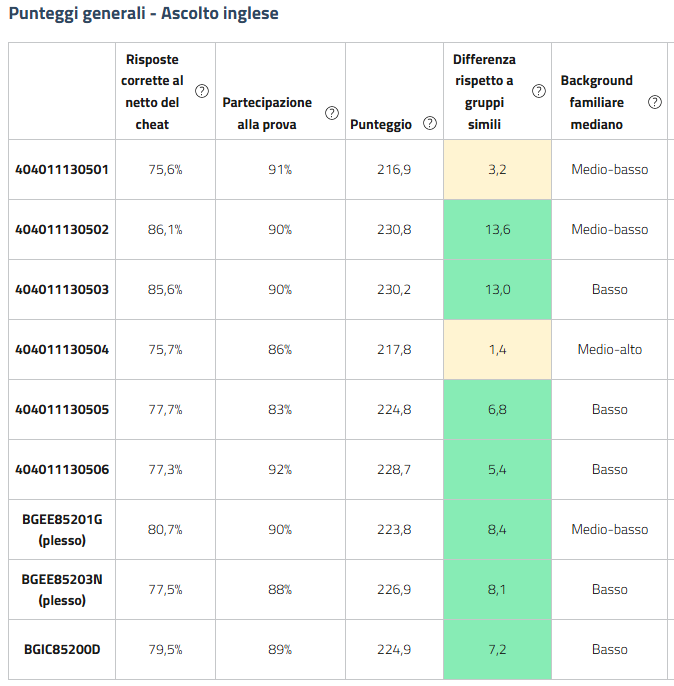 Punteggi generali - Ascolto inglese
Risposte corrette al netto del cheat ? Partecipazione alla prova ? Punteggio ? Differenza rispetto a gruppi simili ? Background familiare mediano ?
404011130501 75,6% 91% 216,9 3,2 Medio-basso
404011130502 86,1% 90% 230,8 13,6 Medio-basso
404011130503 85,6% 90% 230,2 13,0 Basso
404011130504 75,7% 86% 217,8 1,4 Medio-alto
404011130505 77,7% 83% 224,8 6,8 Basso
404011130506 77,3% 92% 228,7 5,4 Basso
BGEE85201G (plesso) 80,7% 90% 223,8 8,4 Medio-basso
BGEE85203N (plesso) 77,5% 88% 226,9 8,1 Basso
BGIC85200D 79,5% 89% 224,9 7,2 Basso